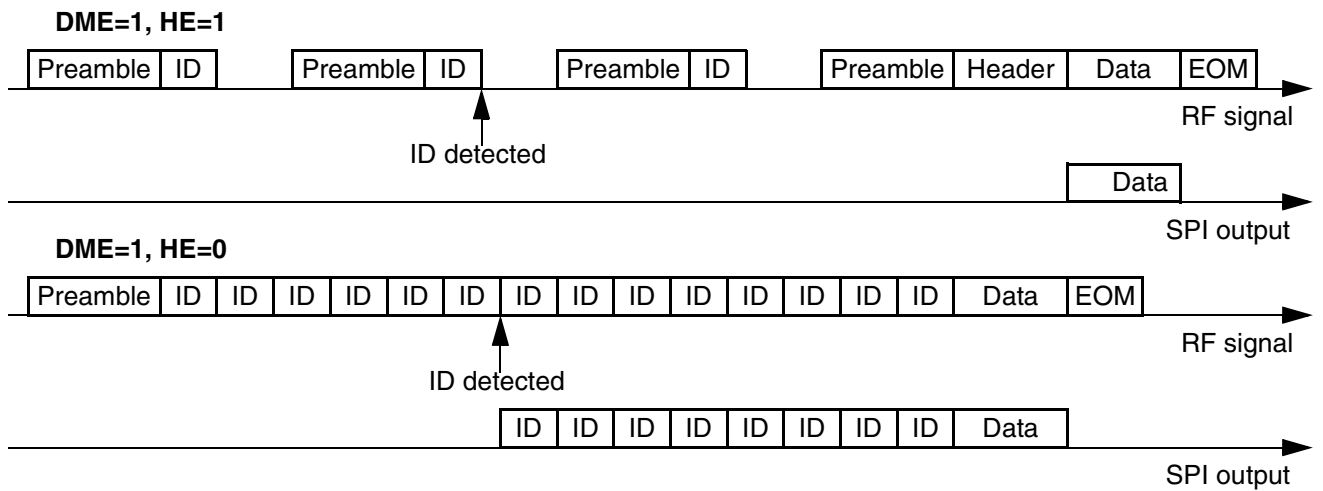 DME=1, HE=1
Preamble ID Preamble ID Preamble ID Preamble Header Data EOM
RF signal
ID detected
Data
SPI output
DME=1, HE=0
Preamble ID ID ID ID ID ID ID ID ID ID ID ID ID ID Data EOM
RF signal
ID detected
ID ID ID ID ID ID ID ID Data
SPI output